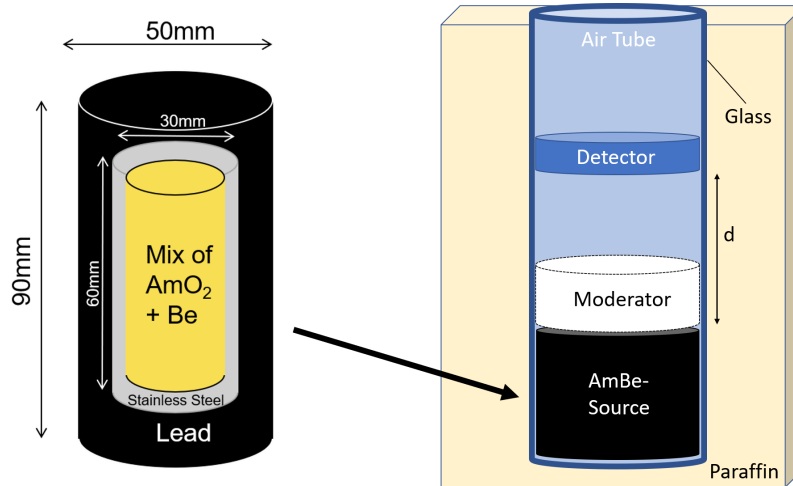 50mm
30mm
90mm
60mm
Mix of
AmO₂
+ Be
Stainless Steel
Lead
Air Tube
Glass
Detector
d
Moderator
AmBe-
Source
Paraffin